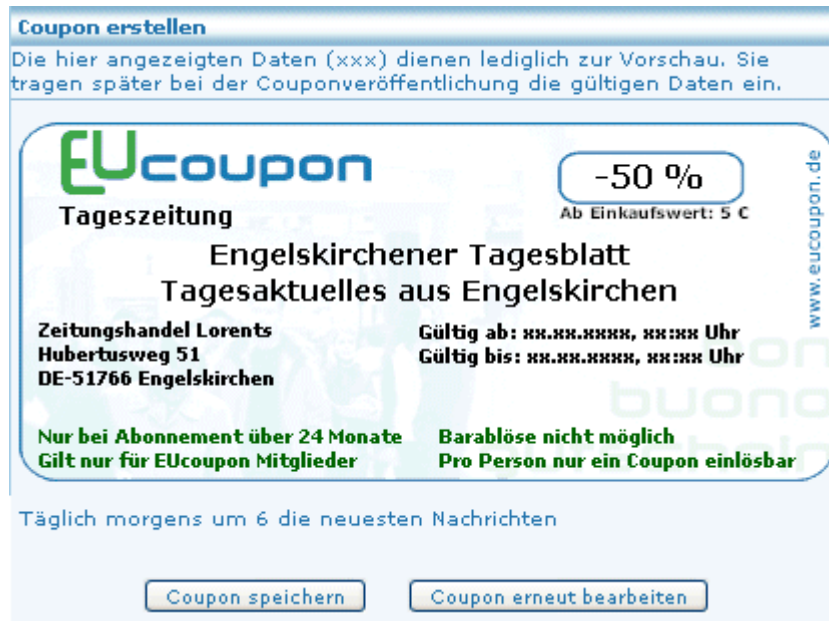 Coupon erstellen
Die hier angezeigten Daten (xxx) dienen lediglich zur Vorschau. Sie
tragen später bei der Couponveröffentlichung die gültigen Daten ein.
EUcoupon
-50 %
Ab Einkaufswert: 5 C
Tageszeitung
www.eucoupon.de
Engelskirchener Tagesblatt
Tagesaktuelles aus Engelskirchen
Zeitungshandel Lorents
Hubertusweg 51
DE-51766 Engelskirchen
Gültig ab: xx.xx.xxxx, xx:xx Uhr
Gültig bis: xx.xx.xxxx, xx:xx Uhr
bon
buono
gutschein
Nur bei Abonnement über 24 Monate
Gilt nur für EUcoupon Mitglieder
Barablöse nicht möglich
Pro Person nur ein Coupon einlösbar
Täglich morgens um 6 die neuesten Nachrichten
Coupon speichern
Coupon erneut bearbeiten